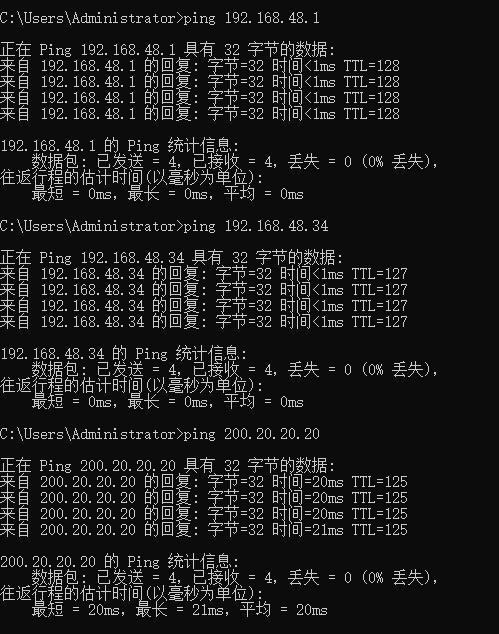 C:\Users\Administrator>ping 192.168.48.1
正在 Ping 192.168.48.1 具有 32 字节的数据:
来自 192.168.48.1 的回复: 字节=32 时间<1ms TTL=128
来自 192.168.48.1 的回复: 字节=32 时间<1ms TTL=128
来自 192.168.48.1 的回复: 字节=32 时间<1ms TTL=128
来自 192.168.48.1 的回复: 字节=32 时间<1ms TTL=128
192.168.48.1 的 Ping 统计信息:
数据包: 已发送 = 4, 已接收 = 4, 丢失 = 0 (0% 丢失),
往返行程的估计时间(以毫秒为单位):
最短 = 0ms, 最长 = 0ms, 平均 = 0ms
C:\Users\Administrator>ping 192.168.48.34
正在 Ping 192.168.48.34 具有 32 字节的数据:
来自 192.168.48.34 的回复: 字节=32 时间<1ms TTL=127
来自 192.168.48.34 的回复: 字节=32 时间<1ms TTL=127
来自 192.168.48.34 的回复: 字节=32 时间<1ms TTL=127
来自 192.168.48.34 的回复: 字节=32 时间<1ms TTL=127
192.168.48.34 的 Ping 统计信息:
数据包: 已发送 = 4, 已接收 = 4, 丢失 = 0 (0% 丢失),
往返行程的估计时间(以毫秒为单位):
最短 = 0ms, 最长 = 0ms, 平均 = 0ms
C:\Users\Administrator>ping 200.20.20.20
正在 Ping 200.20.20.20 具有 32 字节的数据:
来自 200.20.20.20 的回复: 字节=32 时间=20ms TTL=125
来自 200.20.20.20 的回复: 字节=32 时间=20ms TTL=125
来自 200.20.20.20 的回复: 字节=32 时间=20ms TTL=125
来自 200.20.20.20 的回复: 字节=32 时间=21ms TTL=125
200.20.20.20 的 Ping 统计信息:
数据包: 已发送 = 4, 已接收 = 4, 丢失 = 0 (0% 丢失),
往返行程的估计时间(以毫秒为单位):
最短 = 20ms, 最长 = 21ms, 平均 = 20ms